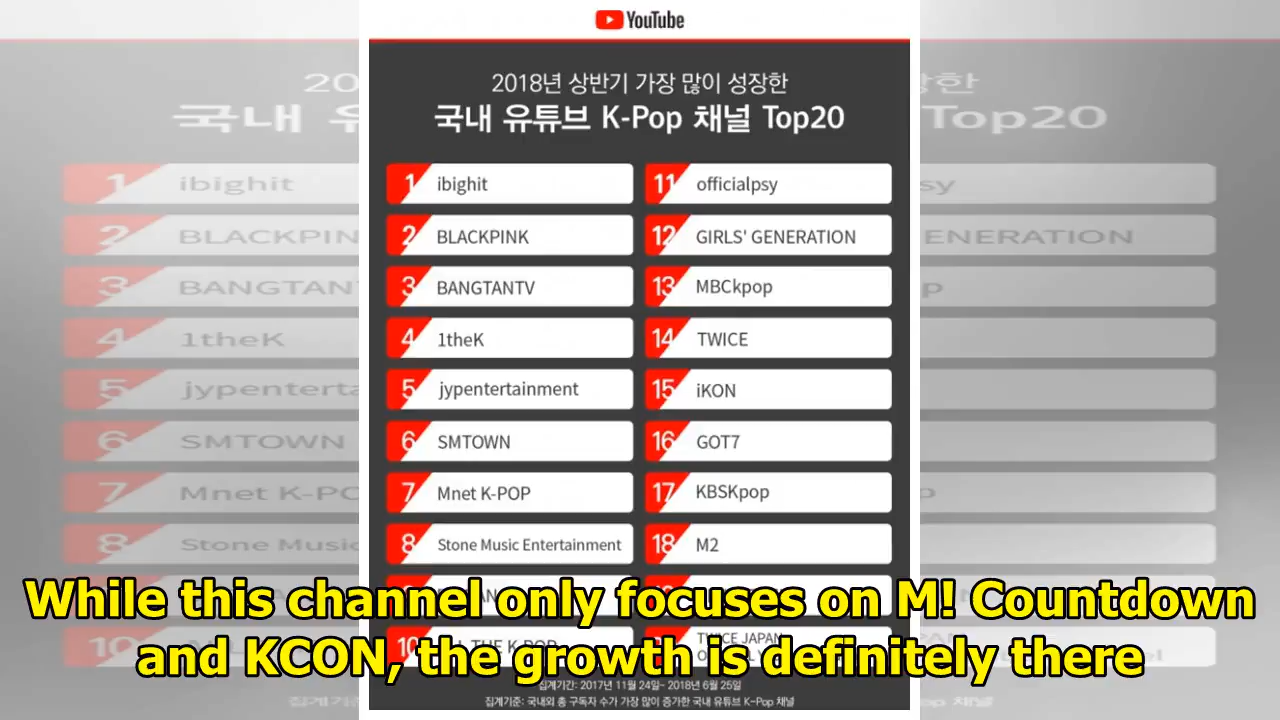 YouTube
2018년 상반기 가장 많이 성장한
국내 유튜브 K-Pop 채널 Top20
1 ibighit
2 BLACKPINK
3 BANGTANTV
4 1theK
5 jypentertainment
6 SMTOWN
7 Mnet K-POP
8 Stone Music Entertainment
10 THE K-POP
11 officialpsy
12 GIRLS' GENERATION
13 MBCkpop
14 TWICE
15 iKON
16 GOT7
17 KBSKpop
18 M2
TWICE JAPAN
While this channel only focuses on M! Countdown
and KCON, the growth is definitely there
집계기간: 2017년 11월 24일~ 2018년 6월 25일
집계기준: 국내외 총 구독자 수가 가장 많이 증가한 국내 유튜브 K-Pop 채널